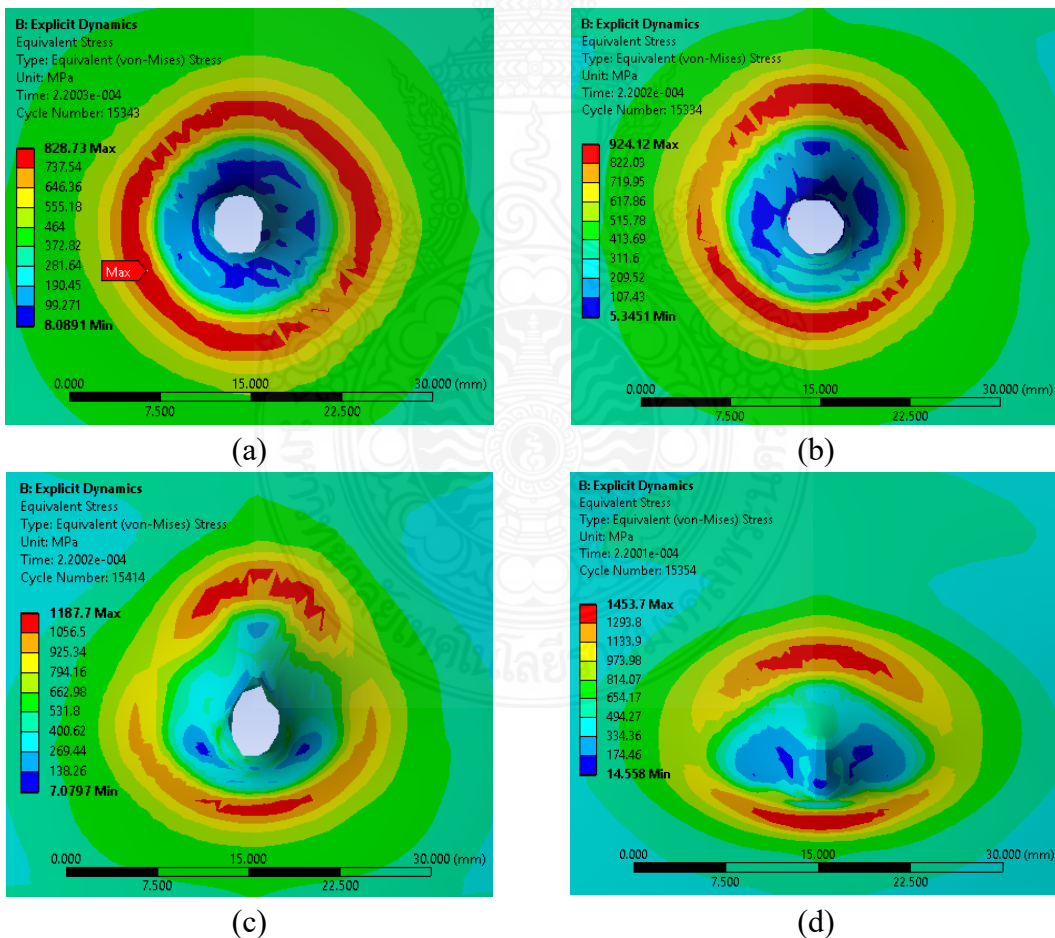 B: Explicit Dynamics
Equivalent Stress
Type: Equivalent (von-Mises) Stress
Unit: MPa
Time: 2.2003e-004
Cycle Number: 15343
828.73 Max
737.54
646.36
555.18
464
372.82
281.64
190.45
99.271
8.0891 Min
Max
0.000 15.000 30.000 (mm)
7.500 22.500
(a)
B: Explicit Dynamics
Equivalent Stress
Type: Equivalent (von-Mises) Stress
Unit: MPa
Time: 2.2002e-004
Cycle Number: 15334
924.12 Max
822.03
719.95
617.86
515.78
413.69
311.6
209.52
107.43
5.3451 Min
0.000 15.000 30.000 (mm)
7.500 22.500
(b)
B: Explicit Dynamics
Equivalent Stress
Type: Equivalent (von-Mises) Stress
Unit: MPa
Time: 2.2002e-004
Cycle Number: 15414
1187.7 Max
1056.5
925.34
794.16
662.98
531.8
400.62
269.44
138.26
7.0797 Min
0.000 15.000 30.000 (mm)
7.500 22.500
(c)
B: Explicit Dynamics
Equivalent Stress
Type: Equivalent (von-Mises) Stress
Unit: MPa
Time: 2.2001e-004
Cycle Number: 15354
1453.7 Max
1293.8
1133.9
973.98
814.07
654.17
494.27
334.36
174.46
14.558 Min
0.000 15.000 30.000 (mm)
7.500 22.500
(d)